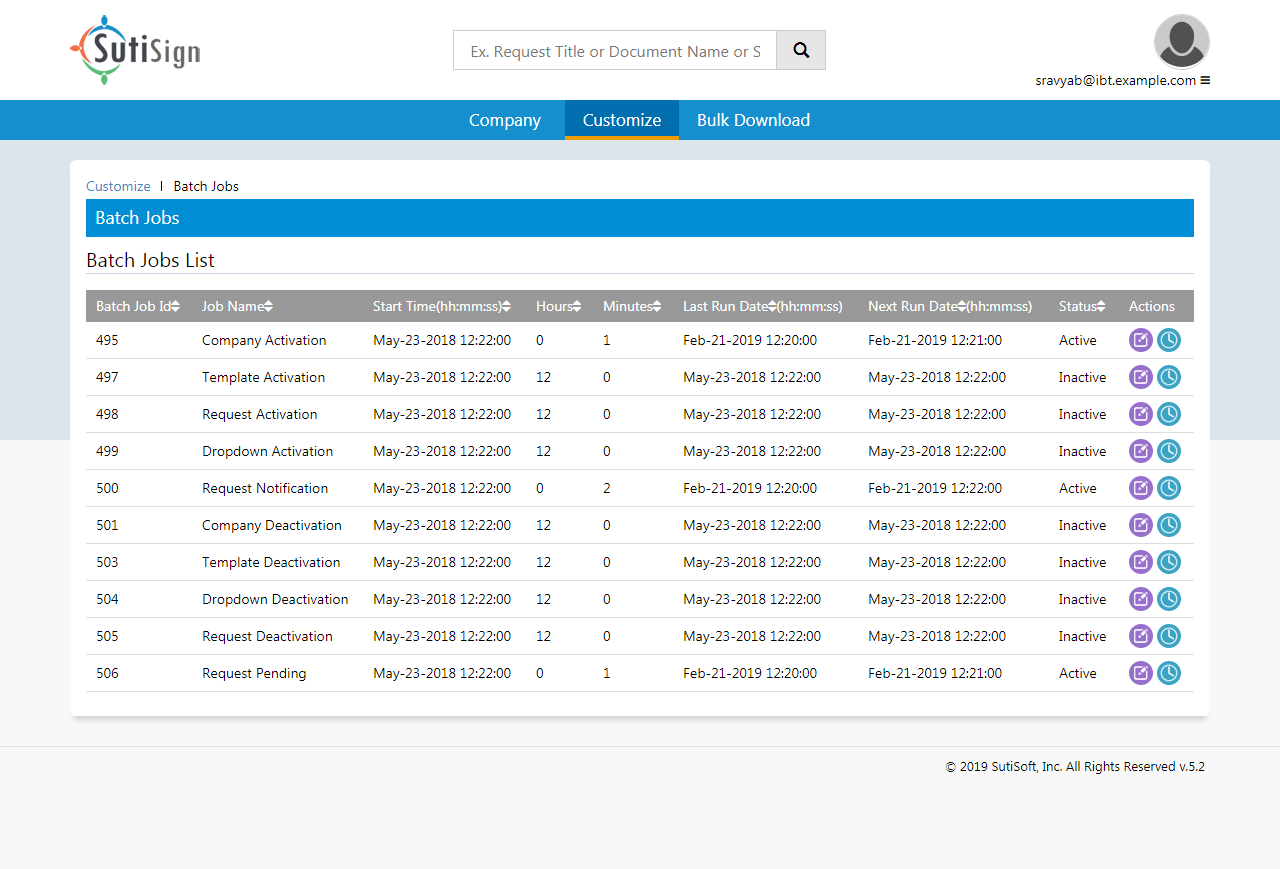 SutiSign
Ex. Request Title or Document Name or S
sravyab@ibt.example.com
Company Customize Bulk Download
Customize | Batch Jobs
Batch Jobs
Batch Jobs List
Batch Job Id Job Name Start Time(hh:mm:ss) Hours Minutes Last Run Date(hh:mm:ss) Next Run Date(hh:mm:ss) Status Actions
495 Company Activation May-23-2018 12:22:00 0 1 Feb-21-2019 12:20:00 Feb-21-2019 12:21:00 Active
497 Template Activation May-23-2018 12:22:00 12 0 May-23-2018 12:22:00 May-23-2018 12:22:00 Inactive
498 Request Activation May-23-2018 12:22:00 12 0 May-23-2018 12:22:00 May-23-2018 12:22:00 Inactive
499 Dropdown Activation May-23-2018 12:22:00 12 0 May-23-2018 12:22:00 May-23-2018 12:22:00 Inactive
500 Request Notification May-23-2018 12:22:00 0 2 Feb-21-2019 12:20:00 Feb-21-2019 12:22:00 Active
501 Company Deactivation May-23-2018 12:22:00 12 0 May-23-2018 12:22:00 May-23-2018 12:22:00 Inactive
503 Template Deactivation May-23-2018 12:22:00 12 0 May-23-2018 12:22:00 May-23-2018 12:22:00 Inactive
504 Dropdown Deactivation May-23-2018 12:22:00 12 0 May-23-2018 12:22:00 May-23-2018 12:22:00 Inactive
505 Request Deactivation May-23-2018 12:22:00 12 0 May-23-2018 12:22:00 May-23-2018 12:22:00 Inactive
506 Request Pending May-23-2018 12:22:00 0 1 Feb-21-2019 12:20:00 Feb-21-2019 12:21:00 Active
© 2019 SutiSoft, Inc. All Rights Reserved v.5.2